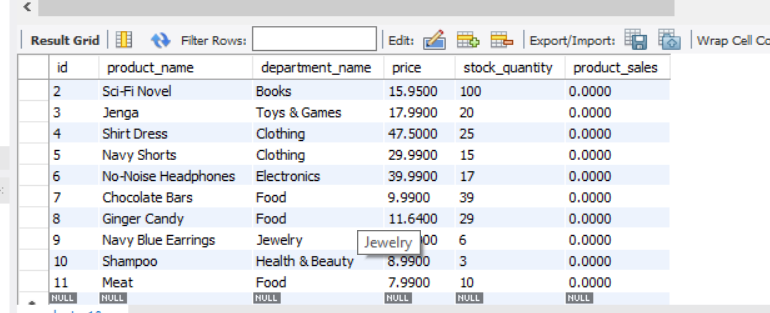 Result Grid Filter Rows: Edit: Export/Import: Wrap Cell Co
id product_name department_name price stock_quantity product_sales
2 Sci-Fi Novel Books 15.9500 100 0.0000
3 Jenga Toys & Games 17.9900 20 0.0000
4 Shirt Dress Clothing 47.5000 25 0.0000
5 Navy Shorts Clothing 29.9900 15 0.0000
6 No-Noise Headphones Electronics 39.9900 17 0.0000
7 Chocolate Bars Food 9.9900 39 0.0000
8 Ginger Candy Food 11.6400 29 0.0000
9 Navy Blue Earrings Jewelry Jewelry 00 6 0.0000
10 Shampoo Health & Beauty 8.9900 3 0.0000
11 Meat Food 7.9900 10 0.0000
NULL NULL NULL NULL NULL NULL